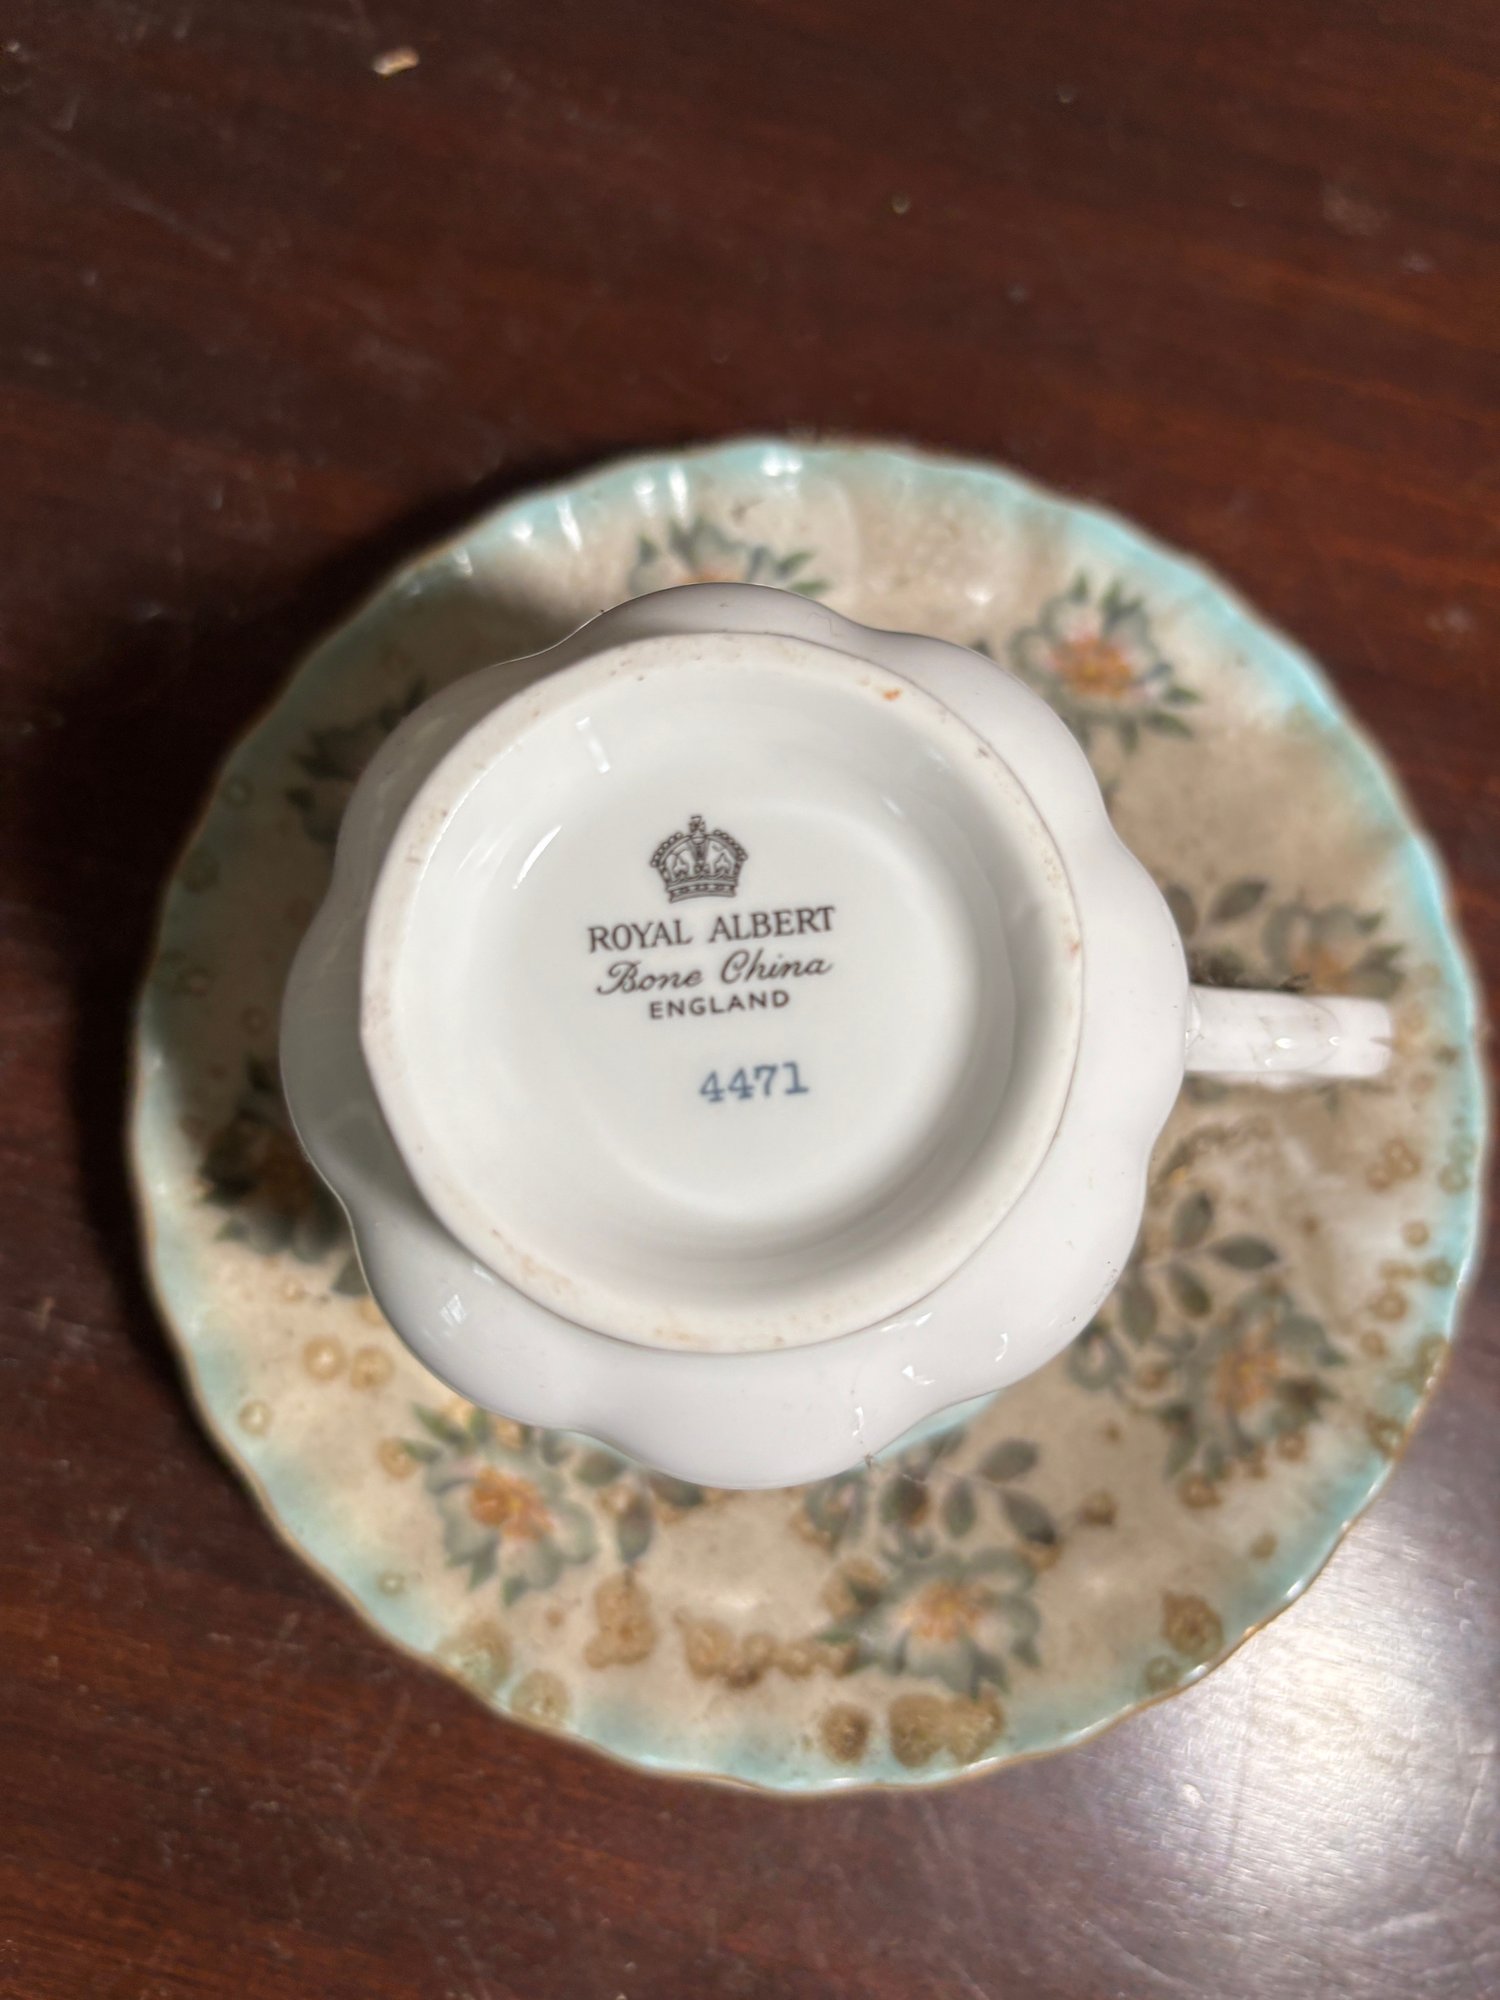 ROYAL ALBERT
Bone China
ENGLAND
4471